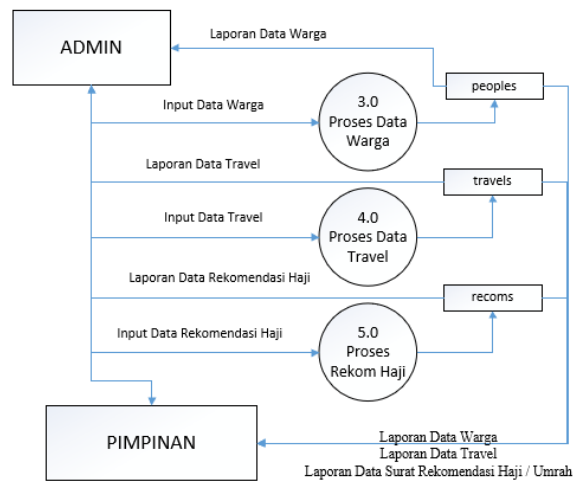 Laporan Data Warga
ADMIN
peoples
Input Data Warga
3.0
Proses Data
Warga
Laporan Data Travel
travels
Input Data Travel
4.0
Proses Data
Travel
Laporan Data Rekomendasi Haji
recoms
Input Data Rekomendasi Haji
5.0
Proses
Rekom Haji
PIMPINAN
Laporan Data Warga
Laporan Data Travel
Laporan Data Surat Rekomendasi Haji / Umrah